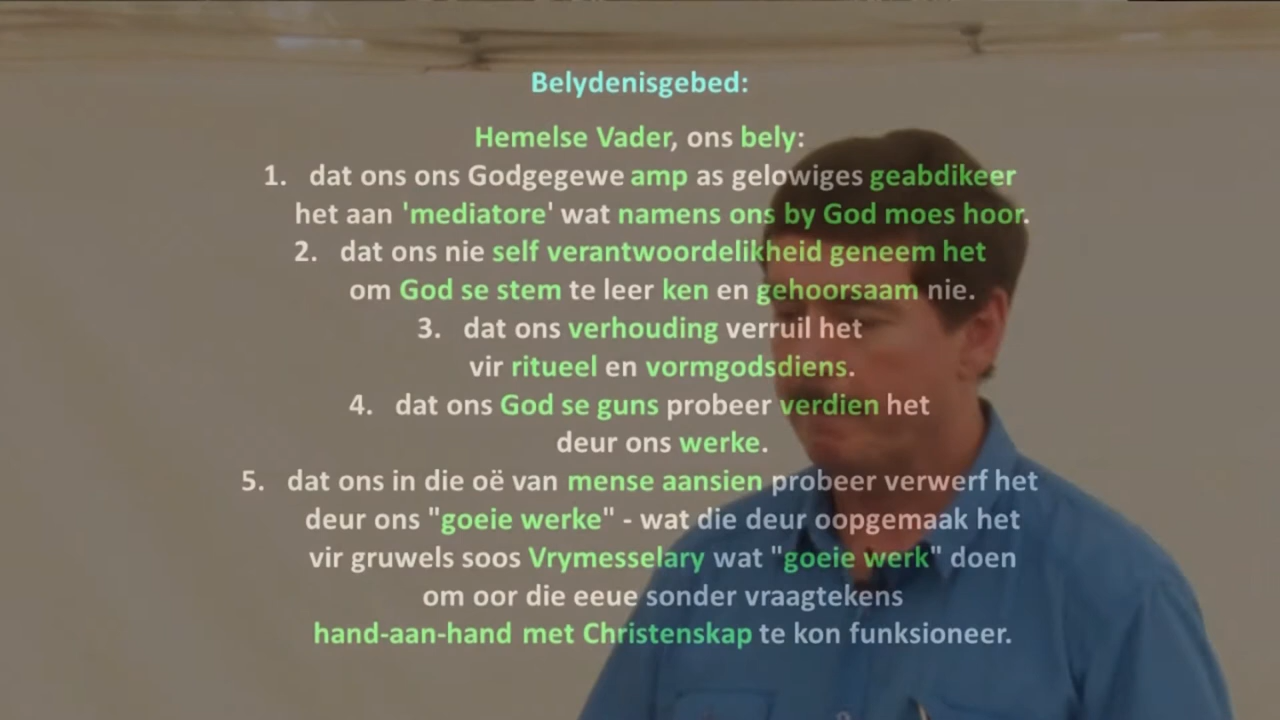 Belydenisgebed:
Hemelse Vader, ons bely:
1. dat ons ons Godgegewe amp as gelowiges geabdikeer
het aan 'mediatore' wat namens ons by God moes hoor.
2. dat ons nie self verantwoordelikheid geneem het
om God se stem te leer ken en gehoorsaam nie.
3. dat ons verhouding verruil het
vir ritueel en vormgodsdiens.
4. dat ons God se guns probeer verdien het
deur ons werke.
5. dat ons in die oë van mense aansien probeer verwerf het
deur ons "goeie werke" - wat die deur oopgemaak het
vir gruwels soos Vrymesselary wat "goeie werk" doen
om oor die eeue sonder vraagtekens
hand-aan-hand met Christenskap te kon funksioneer.